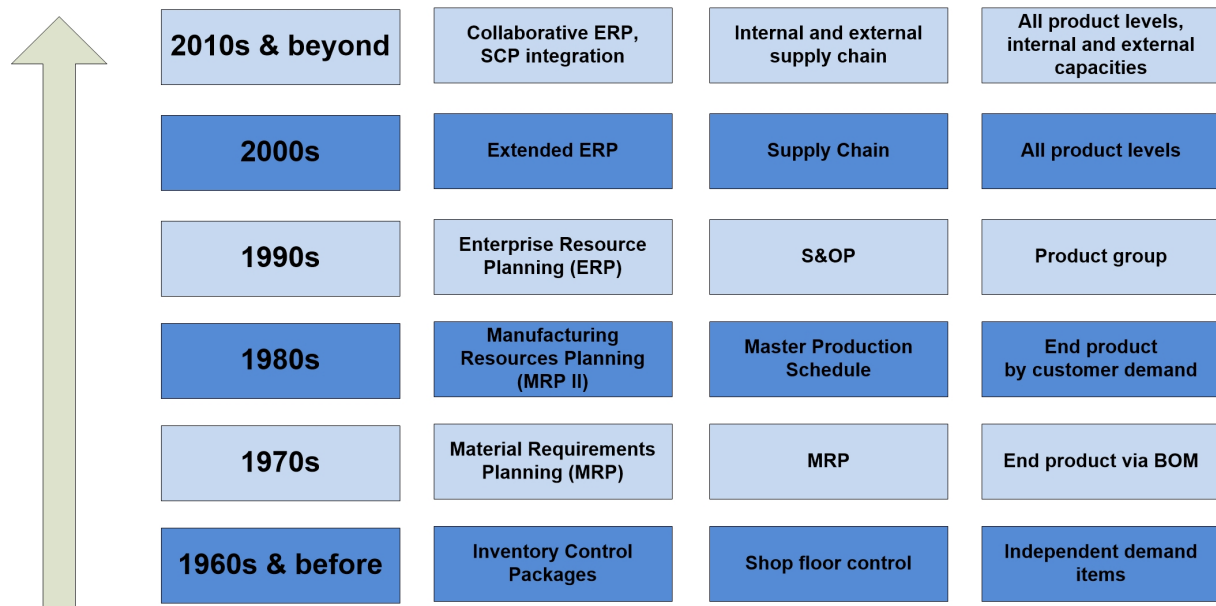 2010s & beyond
Collaborative ERP,
SCP integration
Internal and external
supply chain
All product levels,
internal and external
capacities
2000s
Extended ERP
Supply Chain
All product levels
1990s
Enterprise Resource
Planning (ERP)
S&OP
Product group
1980s
Manufacturing
Resources Planning
(MRP II)
Master Production
Schedule
End product
by customer demand
1970s
Material Requirements
Planning (MRP)
MRP
End product via BOM
1960s & before
Inventory Control
Packages
Shop floor control
Independent demand
items